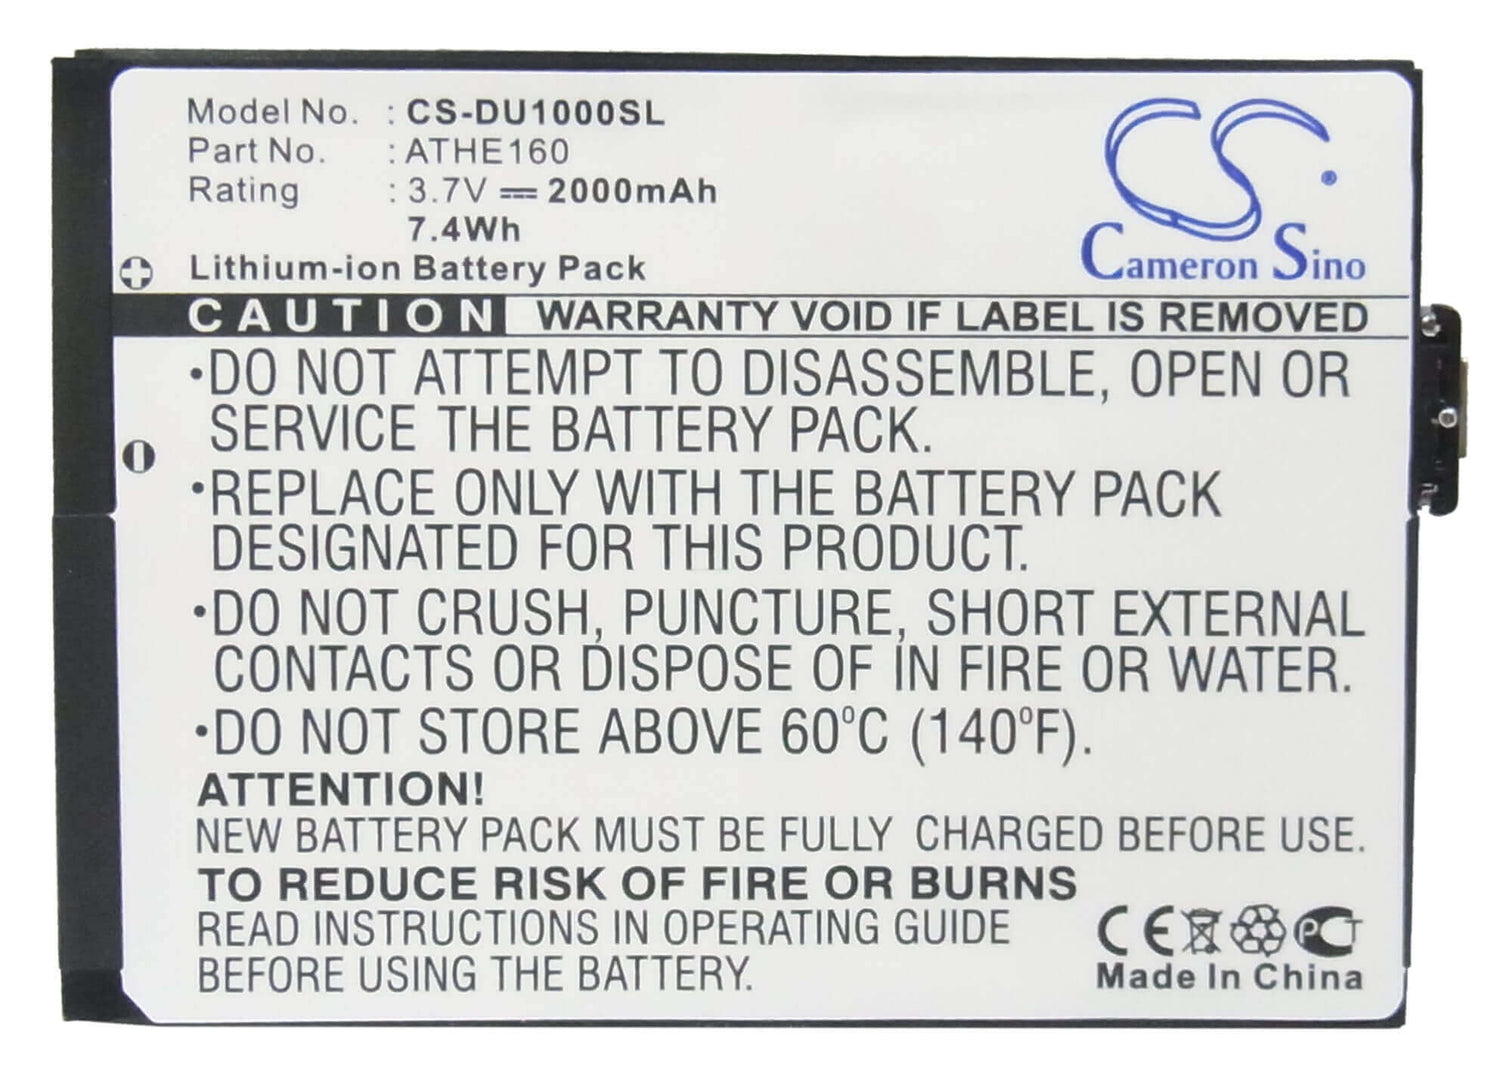 Model No. : CS-DU1000SL
Part No. : ATHE160
Rating : 3.7V ⎓ 2000mAh
7.4Wh
Lithium-ion Battery Pack
CS
Cameron Sino
CAUTION WARRANTY VOID IF LABEL IS REMOVED
•DO NOT ATTEMPT TO DISASSEMBLE, OPEN OR
SERVICE THE BATTERY PACK.
•REPLACE ONLY WITH THE BATTERY PACK
DESIGNATED FOR THIS PRODUCT.
•DO NOT CRUSH, PUNCTURE, SHORT EXTERNAL
CONTACTS OR DISPOSE OF IN FIRE OR WATER.
•DO NOT STORE ABOVE 60°C (140°F).
ATTENTION!
NEW BATTERY PACK MUST BE FULLY CHARGED BEFORE USE.
TO REDUCE RISK OF FIRE OR BURNS
READ INSTRUCTIONS IN OPERATING GUIDE
BEFORE USING THE BATTERY.
CE PCT
Made In China